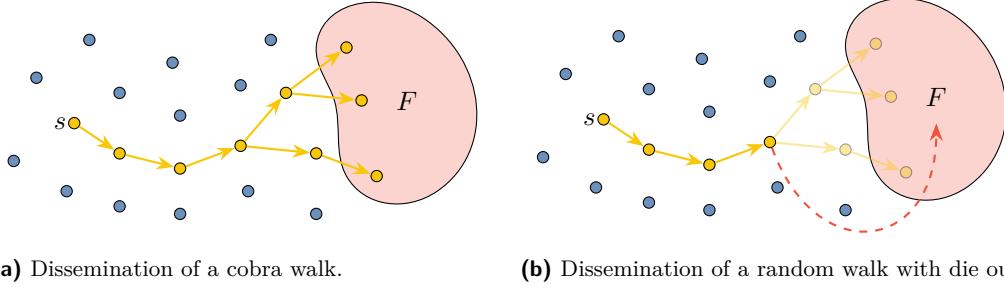 s
F
s
F
a) Dissemination of a cobra walk.
(b) Dissemination of a random walk with die ou